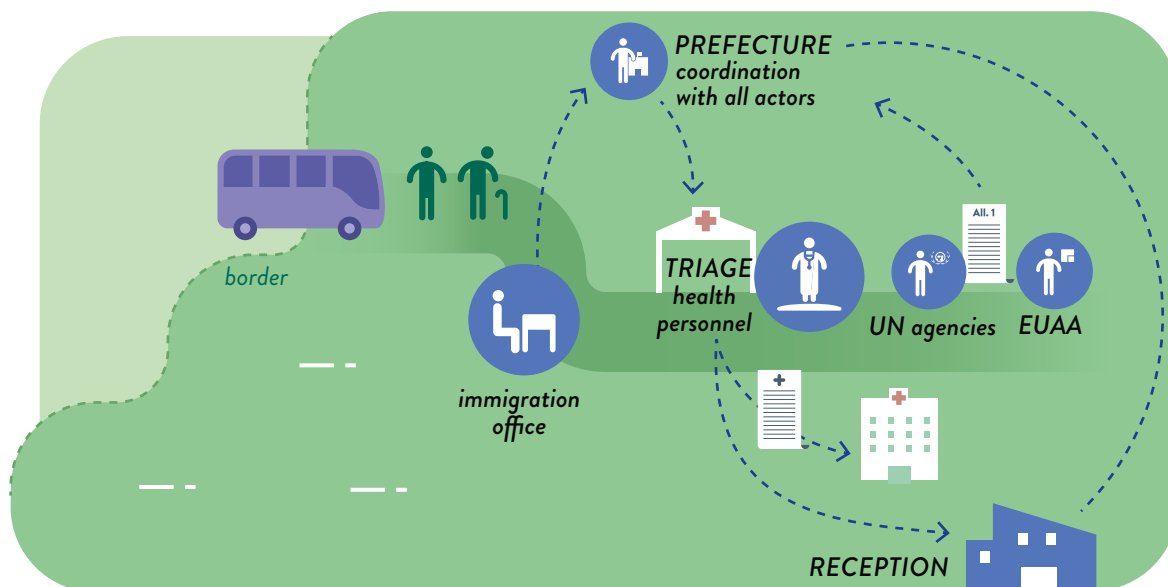 PREFECTURE
coordination
with all actors
All. 1
border
TRIAGE
health
personnel
UN agencies
EUAA
immigration
office
RECEPTION